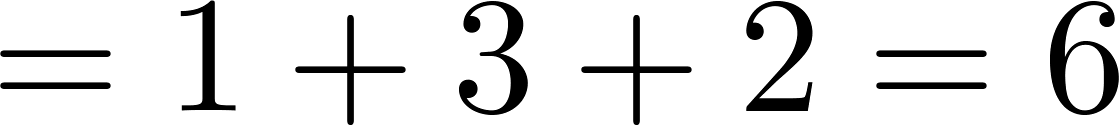 = 1 + 3 + 2 = 6